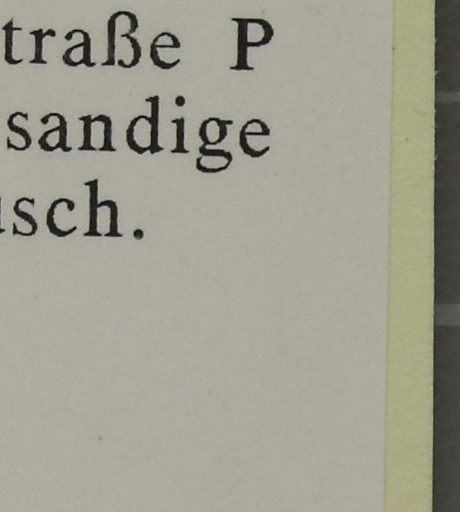 traße P
sandige
sch.